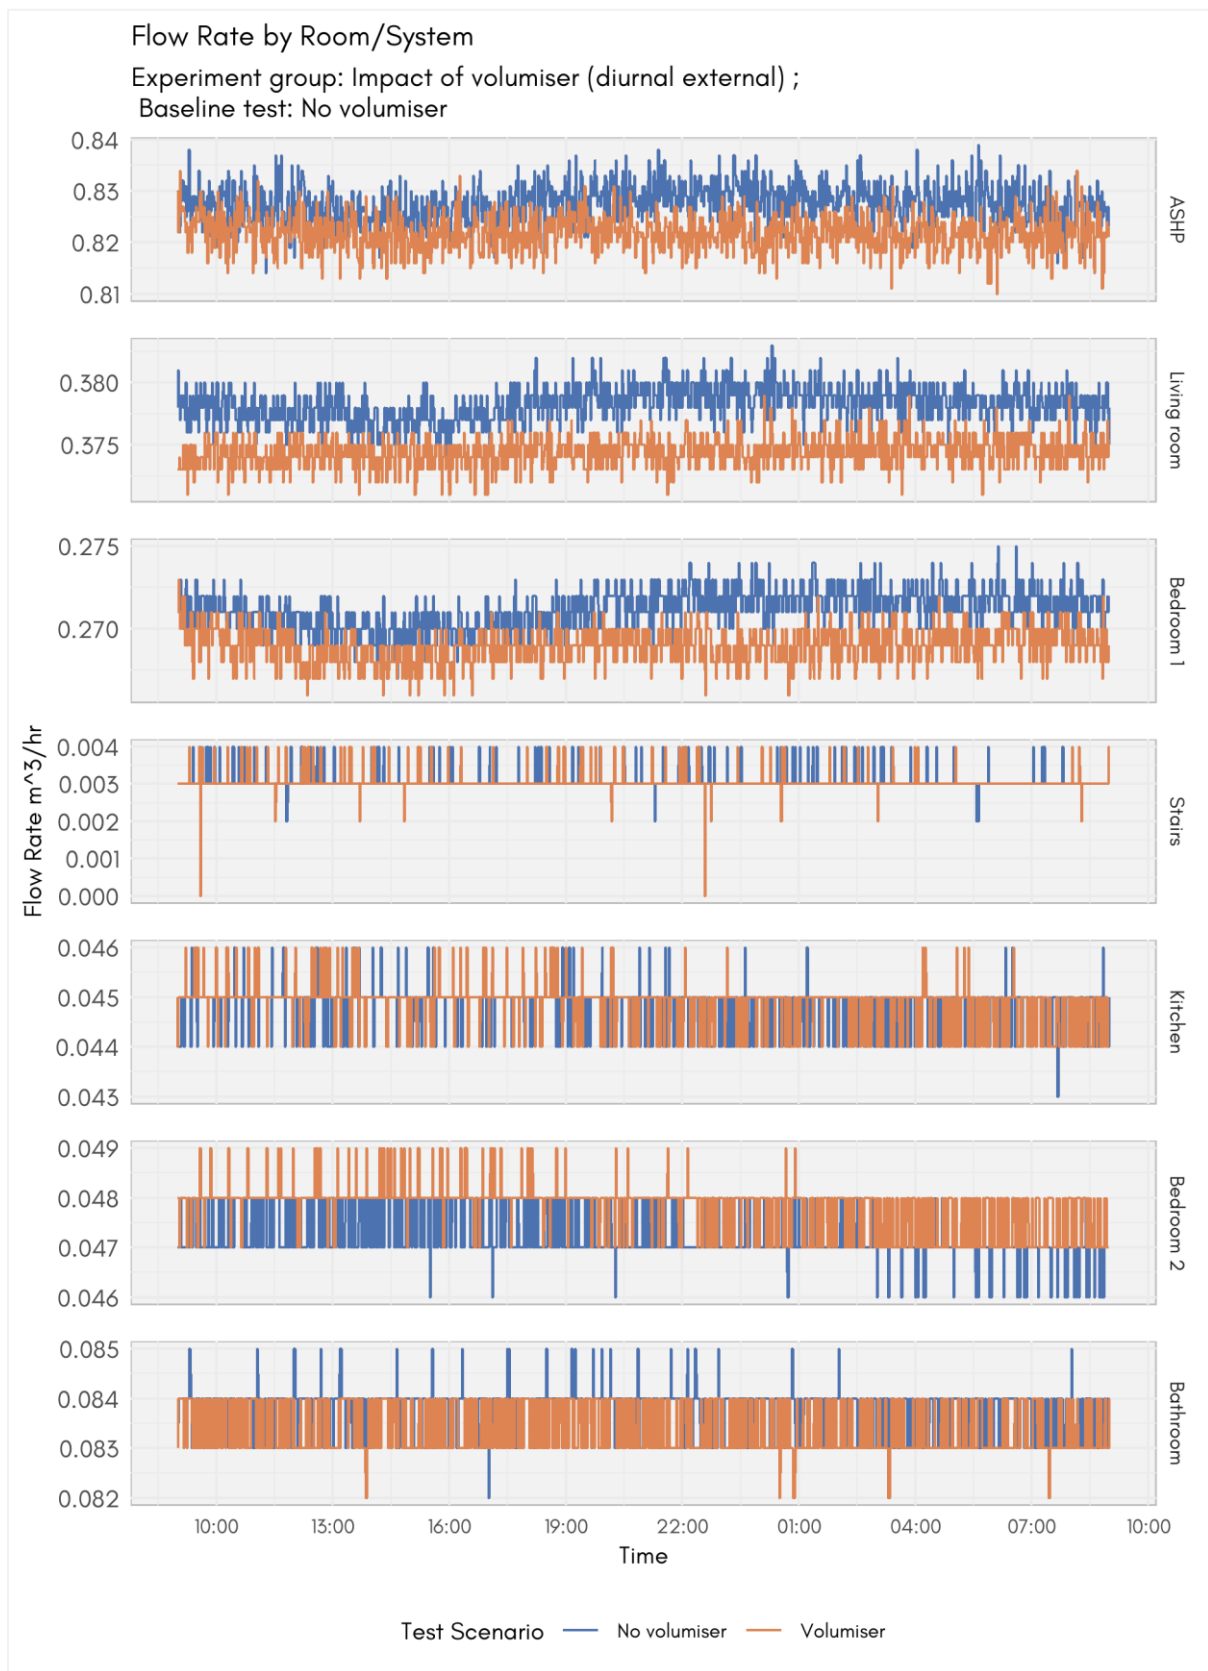 Flow Rate by Room/System
Experiment group: Impact of volumiser (diurnal external) ;
Baseline test: No volumiser
0.84
0.83
0.82
0.81
ASHP
0.380
0.375
Living room
0.275
0.270
Bedroom 1
Flow Rate m^3/hr
0.004
0.003
0.002
0.001
0.000
Stairs
0.046
0.045
0.044
0.043
Kitchen
0.049
0.048
0.047
0.046
Bedroom 2
0.085
0.084
0.083
0.082
Bathroom
10:00 13:00 16:00 19:00 22:00 01:00 04:00 07:00 10:00
Time
Test Scenario No volumiser Volumiser